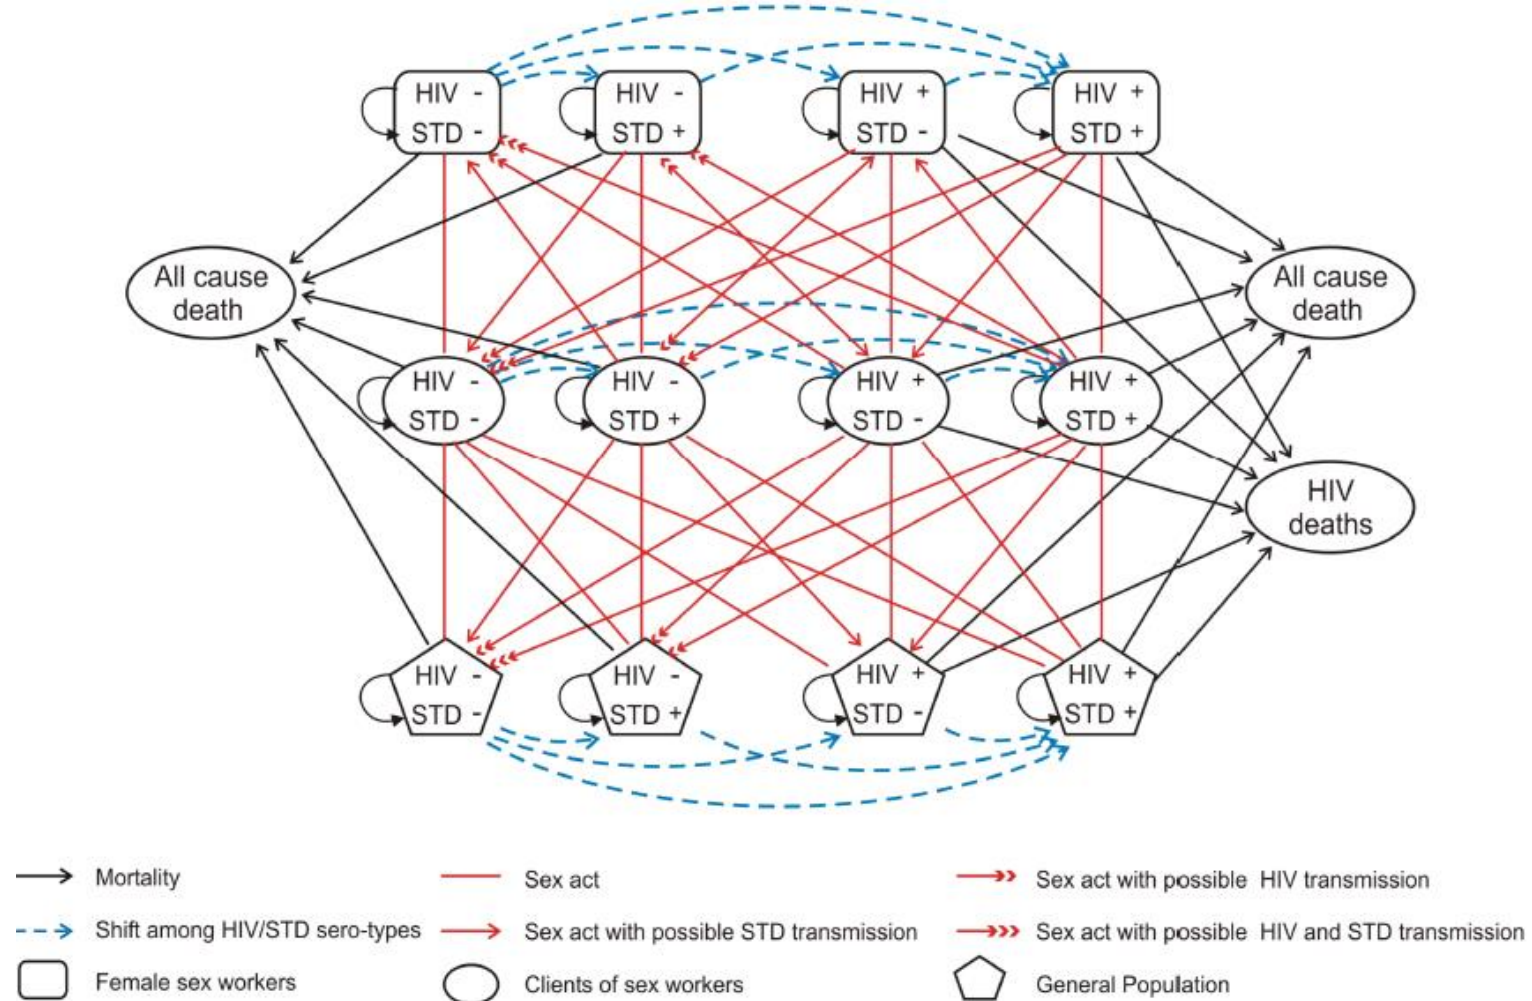 HIV -
STD -
HIV -
STD +
HIV +
STD -
HIV +
STD +
All cause
death
All cause
death
HIV -
STD -
HIV -
STD +
HIV +
STD -
HIV +
STD +
HIV
deaths
HIV -
STD -
HIV -
STD +
HIV +
STD -
HIV +
STD +
Mortality
Sex act
Sex act with possible HIV transmission
Shift among HIV/STD sero-types
Sex act with possible STD transmission
Sex act with possible HIV and STD transmission
Female sex workers
Clients of sex workers
General Population